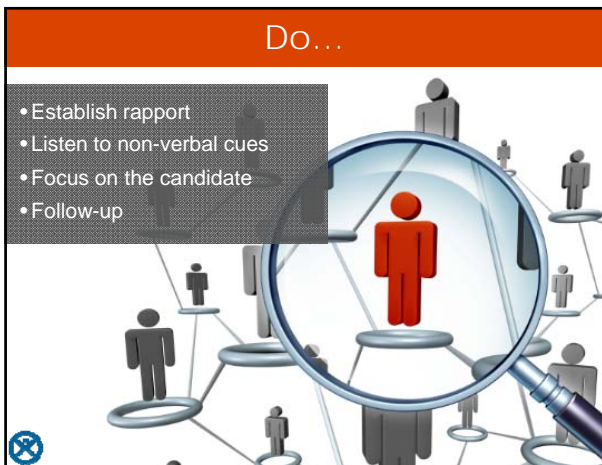 Do...
• Establish rapport
• Listen to non-verbal cues
• Focus on the candidate
• Follow-up